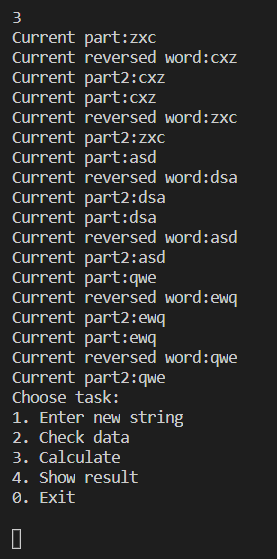 3
Current part:zxc
Current reversed word:cxz
Current part2:cxz
Current part:cxz
Current reversed word:zxc
Current part2:zxc
Current part:asd
Current reversed word:dsa
Current part2:dsa
Current part:dsa
Current reversed word:asd
Current part2:asd
Current part:qwe
Current reversed word:ewq
Current part2:ewq
Current part:ewq
Current reversed word:qwe
Current part2:qwe
Choose task:
1. Enter new string
2. Check data
3. Calculate
4. Show result
0. Exit